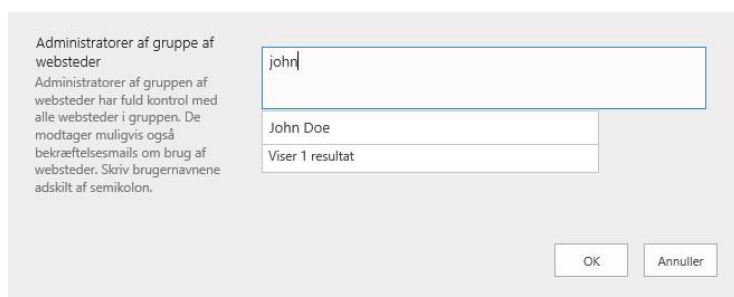 Administratorer af gruppe af
websteder
Administratorer af gruppen af
websteder har fuld kontrol med
alle websteder i gruppen. De
modtager muligvis også
bekræftelsesmails om brug af
websteder. Skriv brugernavnene
adskilt af semikolon.
john
John Doe
Viser 1 resultat
OK
Annuller